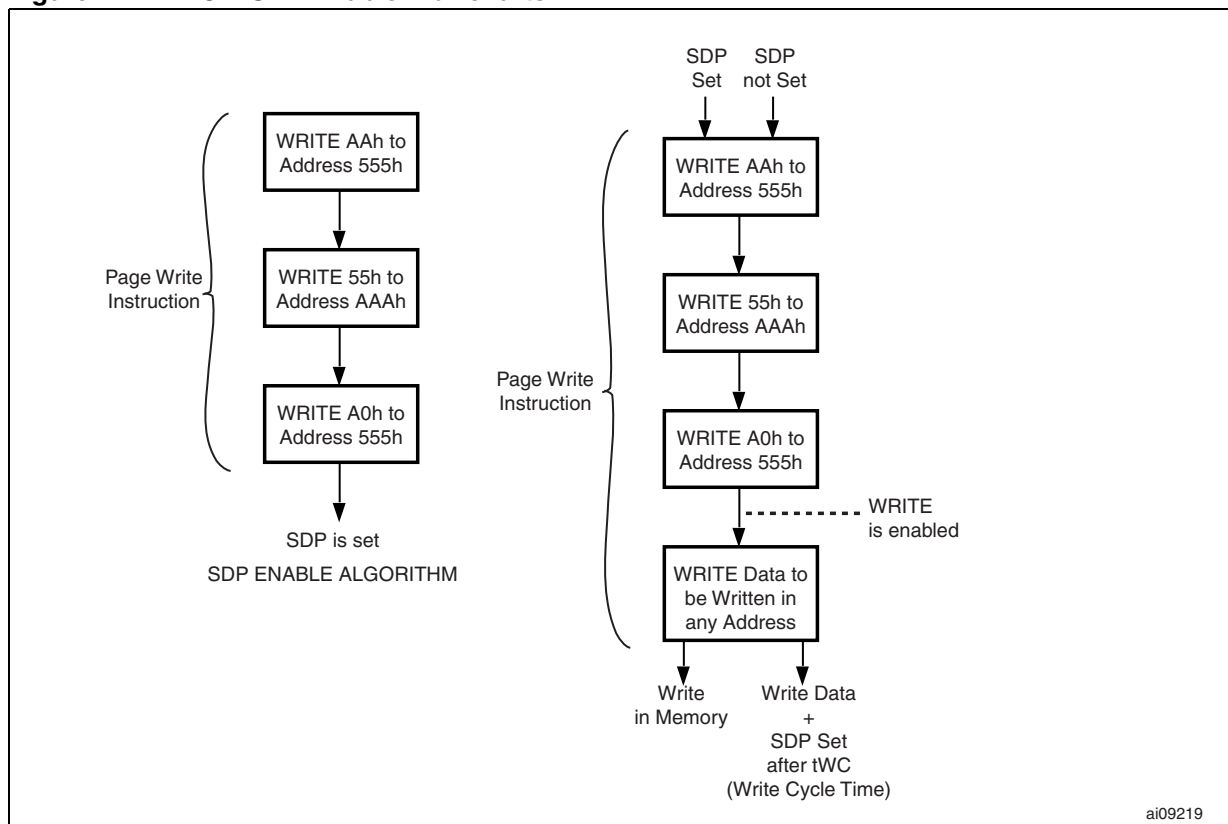 WRITE AAh to
Address 555h
WRITE 55h to
Address AAAh
WRITE A0h to
Address 555h
Page Write
Instruction
SDP is set
SDP ENABLE ALGORITHM
SDP
Set
SDP
not Set
WRITE AAh to
Address 555h
WRITE 55h to
Address AAAh
Page Write
Instruction
WRITE A0h to
Address 555h
WRITE
is enabled
WRITE Data to
be Written in
any Address
Write
in Memory
Write Data
+
SDP Set
after tWC
(Write Cycle Time)
ai09219